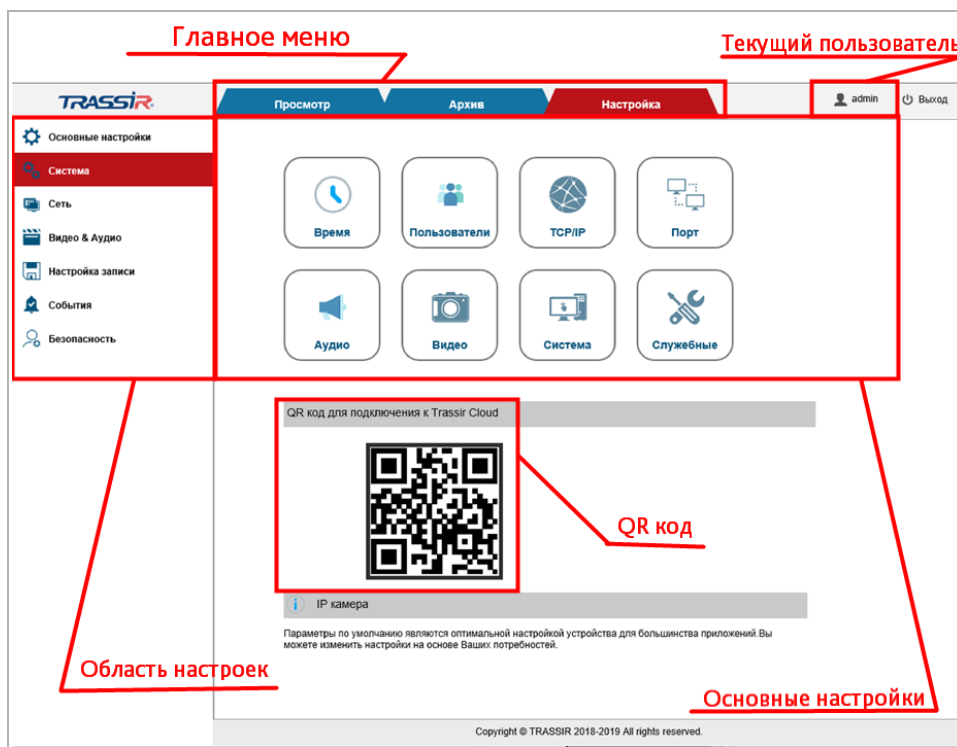 Главное меню
Текущий пользователь
TRASSIR
Просмотр
Архив
Настройка
admin
Выход
Основные настройки
Система
Сеть
Видео & Аудио
Настройка записи
События
Безопасность
Время
Пользователи
TCP/IP
Порт
Аудио
Видео
Система
Служебные
QR код для подключения к Trassir Cloud
QR код
IP камера
Параметры по умолчанию являются оптимальной настройкой устройства для большинства приложений.Вы
можете изменить настройки на основе Ваших потребностей.
Область настроек
Основные настройки
Copyright © TRASSIR 2018-2019 All rights reserved.